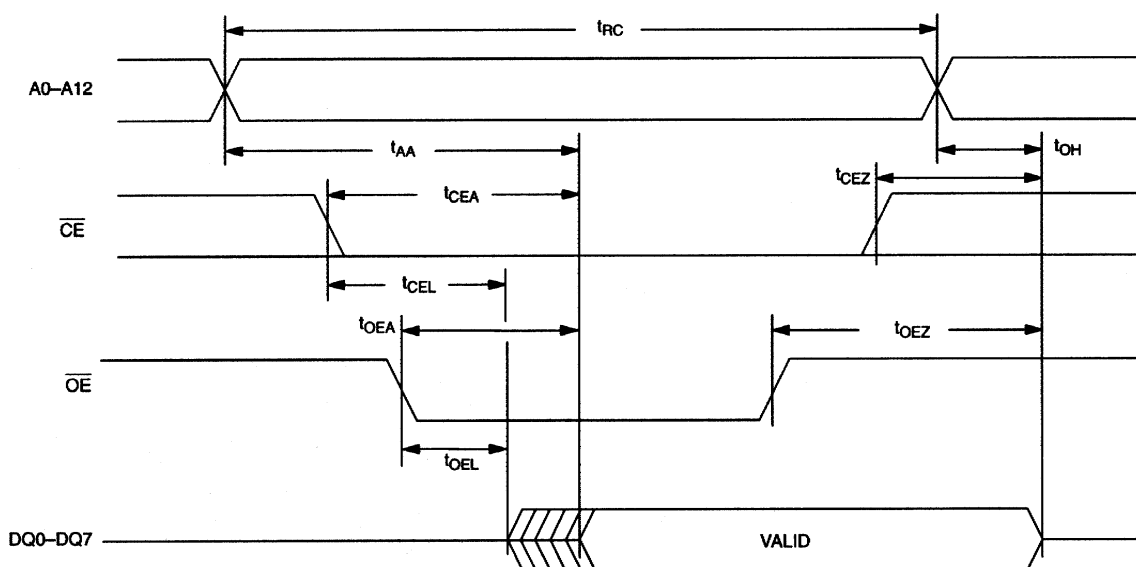 tRC
A0–A12
tAA
tOH
tCEA
tCEZ
CE
tCEL
tOEA
tOEZ
OE
tOEL
DQ0–DQ7
VALID